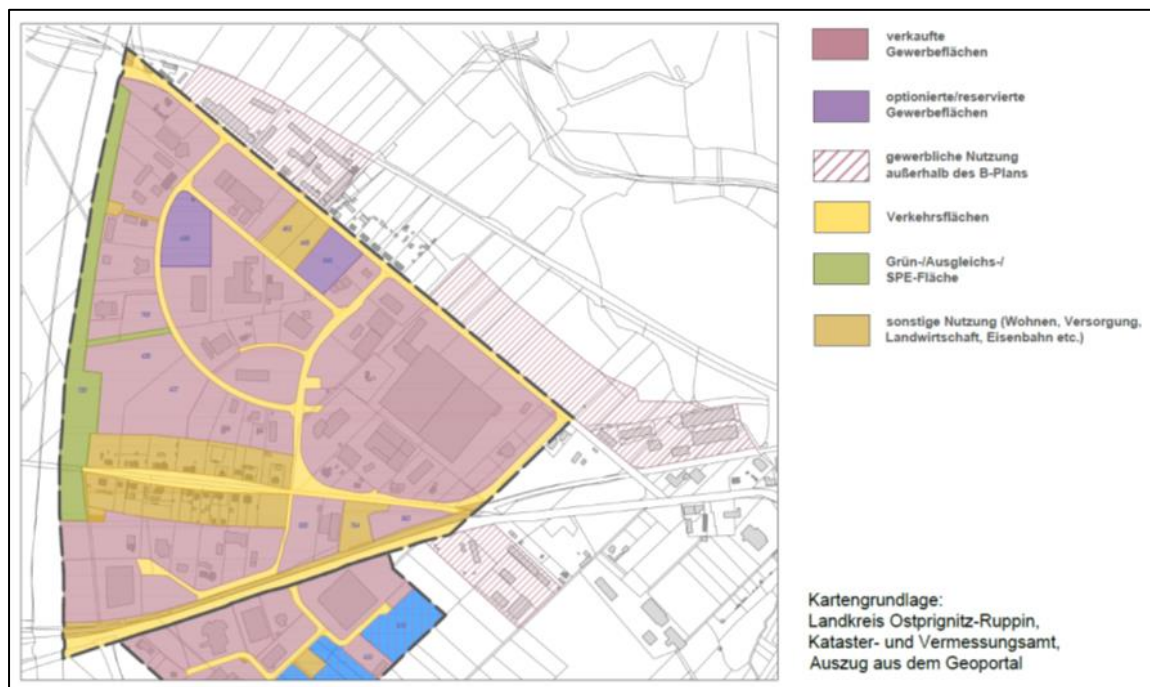 verkaufte
Gewerbeflächen
optionierte/reservierte
Gewerbeflächen
gewerbliche Nutzung
außerhalb des B-Plans
Verkehrsflächen
Grün-/Ausgleichs-/
SPE-Fläche
sonstige Nutzung (Wohnen, Versorgung,
Landwirtschaft, Eisenbahn etc.)
Kartengrundlage:
Landkreis Ostprignitz-Ruppin,
Kataster- und Vermessungsamt,
Auszug aus dem Geoportal